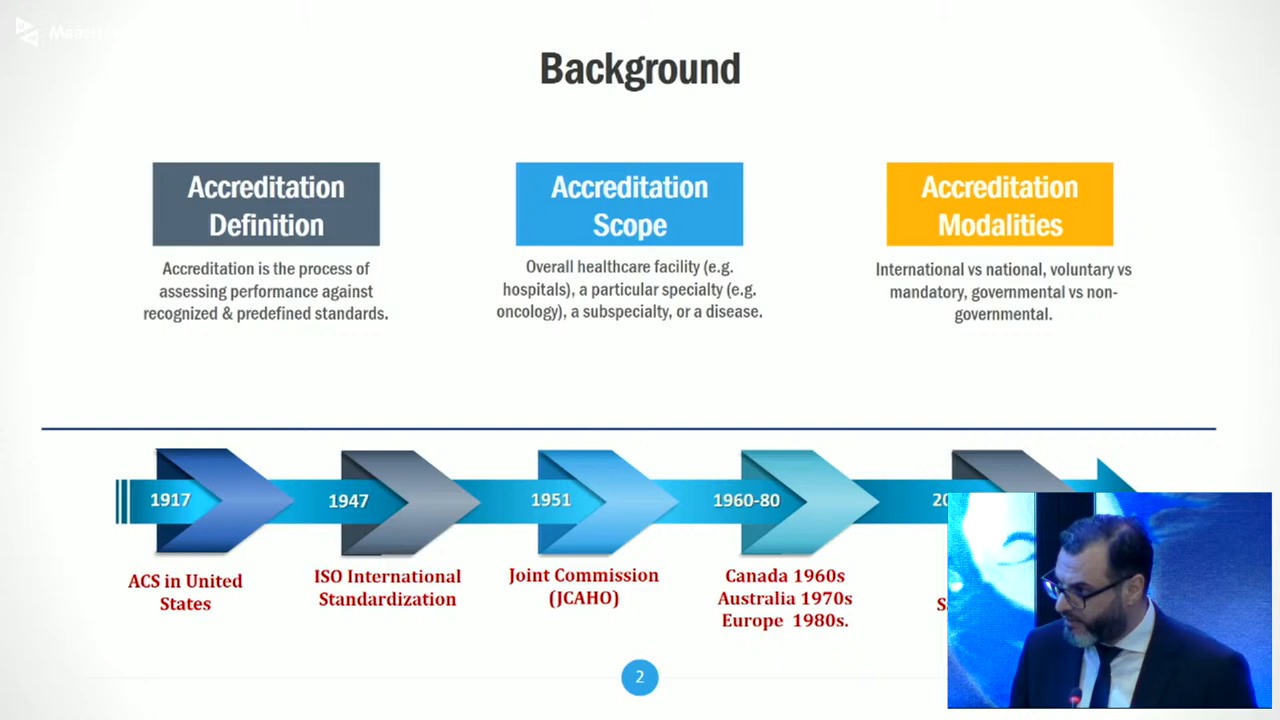 Background
Accreditation
Definition
Accreditation is the process of
assessing performance against
recognized & predefined standards.
Accreditation
Scope
Overall healthcare facility (e.g.
hospitals), a particular specialty (e.g.
oncology), a subspecialty, or a disease.
Accreditation
Modalities
International vs national, voluntary vs
mandatory, governmental vs non-
governmental.
1917
1947
1951
1960-80
ACS in United
States
ISO International
Standardization
Joint Commission
(JCAHO)
Canada 1960s
Australia 1970s
Europe 1980s.
2